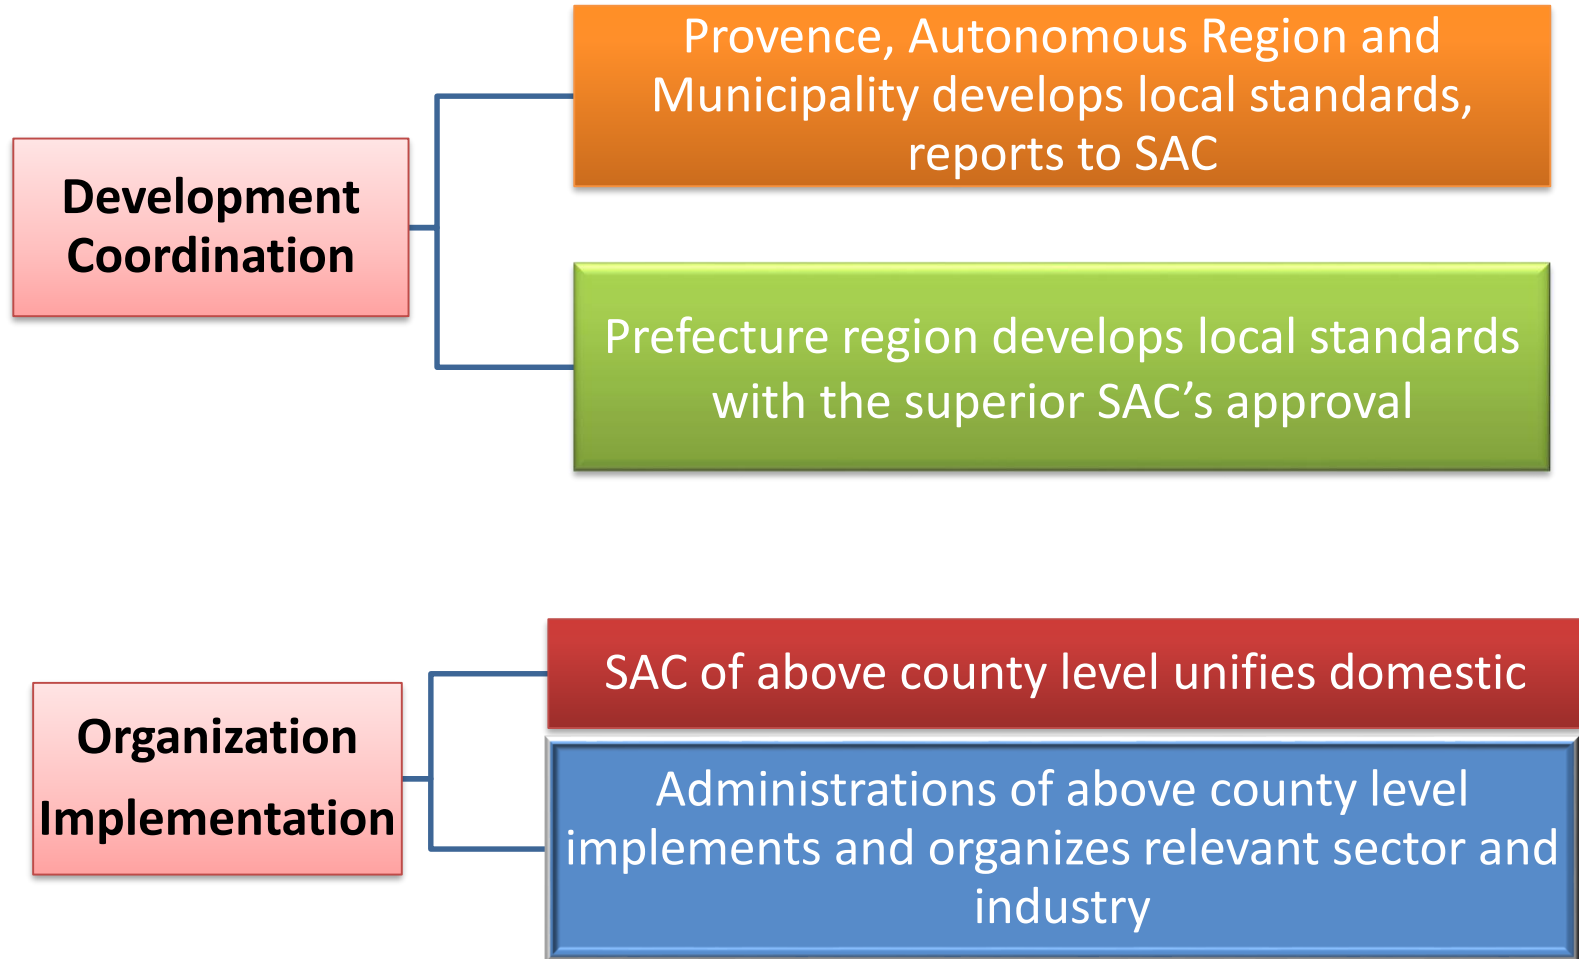 Development
Coordination
Provence, Autonomous Region and
Municipality develops local standards,
reports to SAC
Prefecture region develops local standards
with the superior SAC’s approval
Organization
Implementation
SAC of above county level unifies domestic
Administrations of above county level
implements and organizes relevant sector and
industry